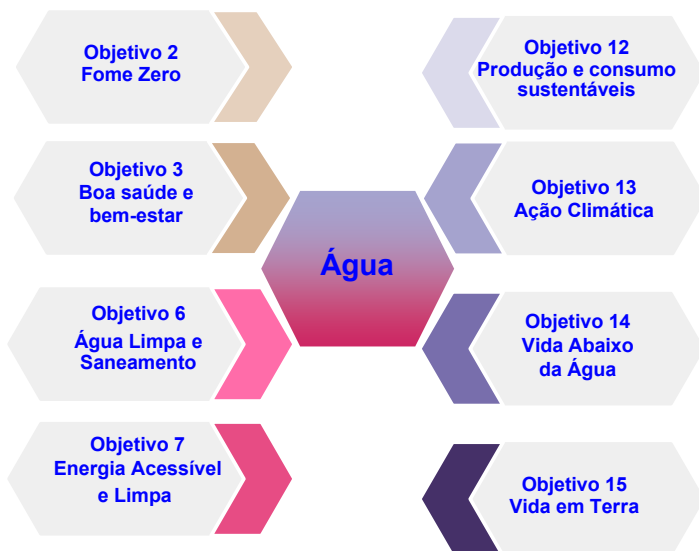 Objetivo 2
Fome Zero
Objetivo 3
Boa saúde e
bem-estar
Objetivo 6
Água Limpa e
Saneamento
Objetivo 7
Energia Acessível
e Limpa
Água
Objetivo 12
Produção e consumo
sustentáveis
Objetivo 13
Ação Climática
Objetivo 14
Vida Abaixo
da Água
Objetivo 15
Vida em Terra